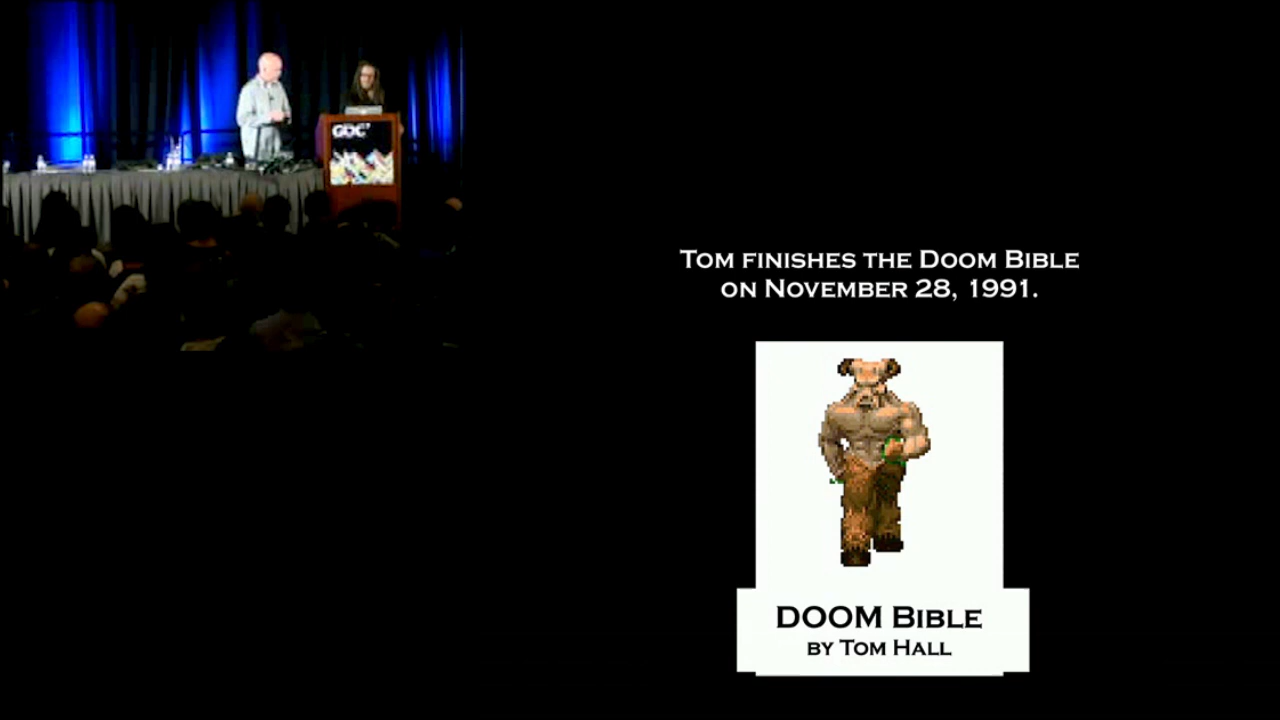 GDC
Tom finishes the Doom Bible
on November 28, 1991.
DOOM Bible
by Tom Hall